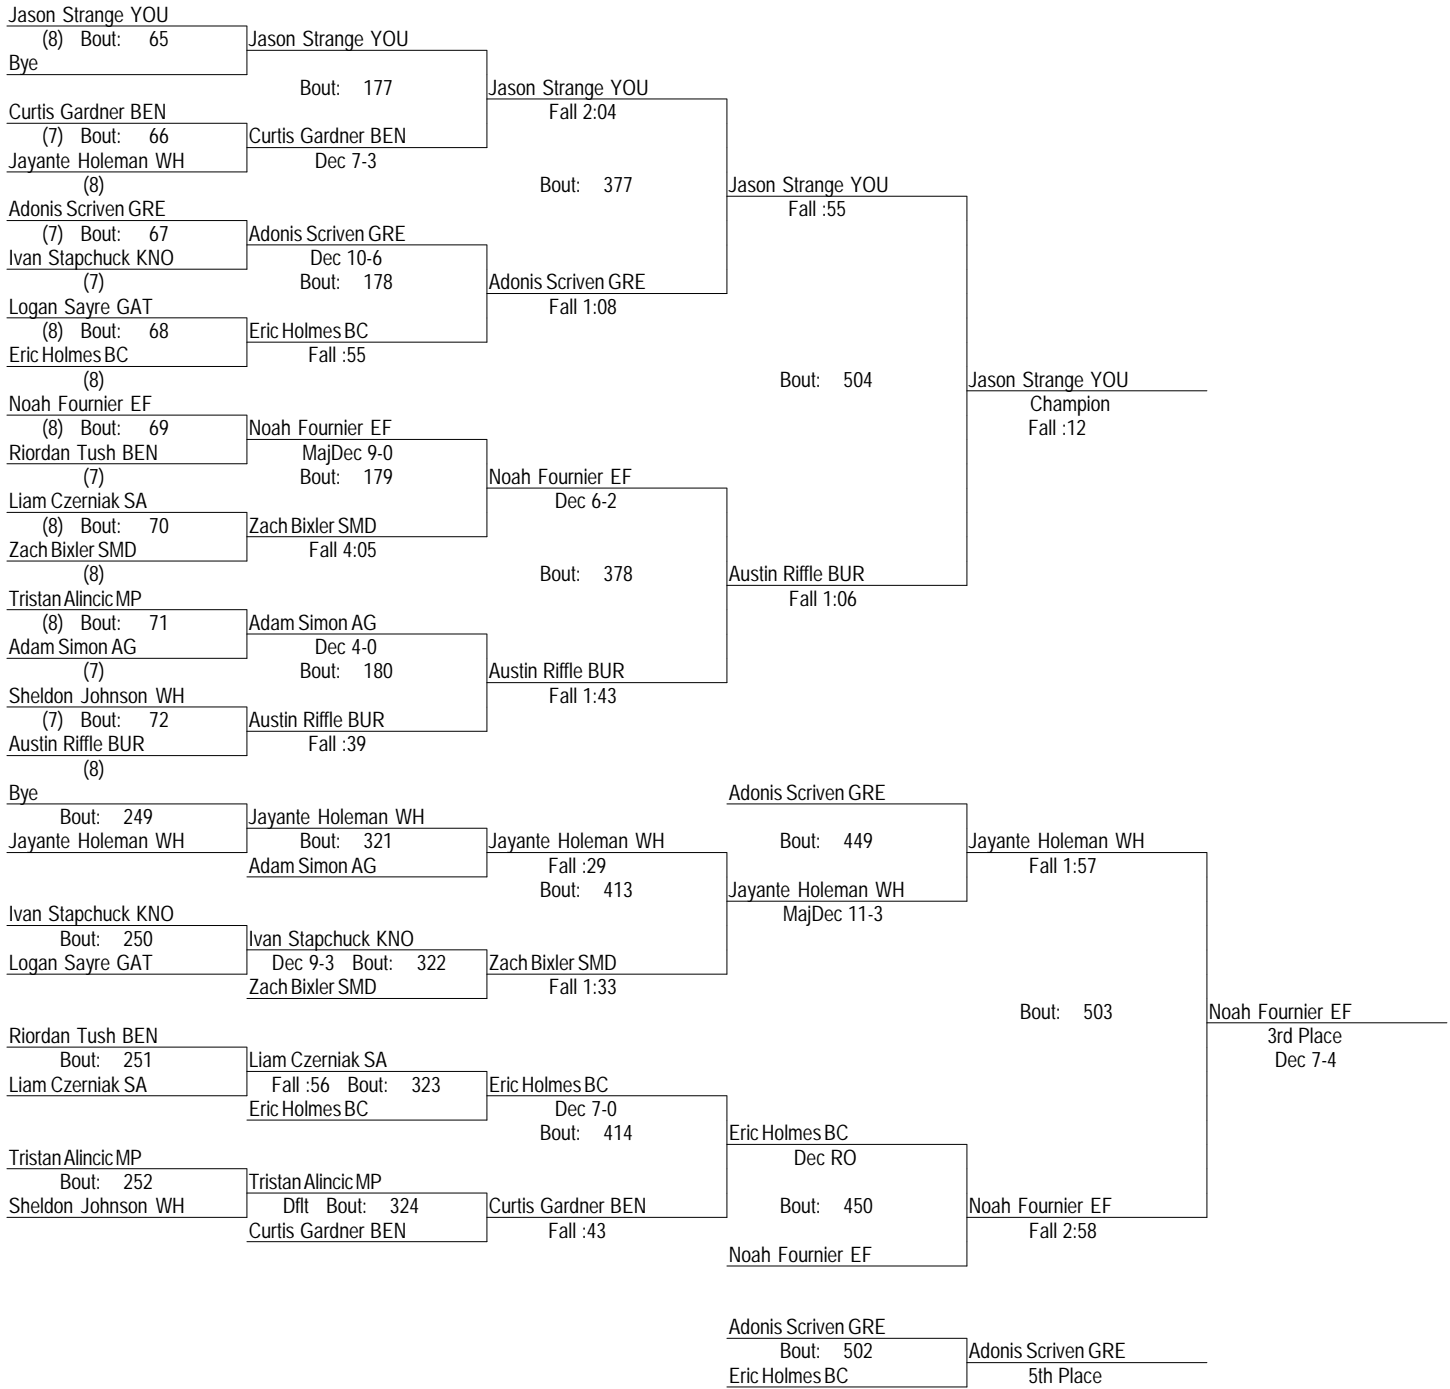 Jason Strange YOU
(8) Bout: 65
Jason Strange YOU
Bye
Bout: 177
Jason Strange YOU
Curtis Gardner BEN
Fall 2:04
(7) Bout: 66
Curtis Gardner BEN
Jayante Holeman WH
Dec 7-3
(8)
Bout: 377
Jason Strange YOU
Adonis Scriven GRE
Fall :55
(7) Bout: 67
Adonis Scriven GRE
Ivan Stapchuck KNO
Dec 10-6
(7)
Bout: 178
Adonis Scriven GRE
Logan Sayre GAT
Fall 1:08
(8) Bout: 68
Eric Holmes BC
Eric Holmes BC
Fall :55
(8)
Bout: 504
Jason Strange YOU
Noah Fournier EF
Champion
(8) Bout: 69
Noah Fournier EF
Fall :12
Riordan Tush BEN
MajDec 9-0
(7)
Bout: 179
Noah Fournier EF
Liam Czerniak SA
Dec 6-2
(8) Bout: 70
Zach Bixler SMD
Zach Bixler SMD
Fall 4:05
(8)
Bout: 378
Austin Riffle BUR
Tristan Alincic MP
Fall 1:06
(8) Bout: 71
Adam Simon AG
Adam Simon AG
Dec 4-0
(7)
Bout: 180
Austin Riffle BUR
Sheldon Johnson WH
Fall 1:43
(7) Bout: 72
Austin Riffle BUR
Austin Riffle BUR
Fall :39
(8)
Bye
Adonis Scriven GRE
Bout: 249
Jayante Holeman WH
Jayante Holeman WH
Bout: 321
Jayante Holeman WH
Bout: 449
Jayante Holeman WH
Adam Simon AG
Fall :29
Fall 1:57
Bout: 413
Jayante Holeman WH
Ivan Stapchuck KNO
MajDec 11-3
Bout: 250
Ivan Stapchuck KNO
Logan Sayre GAT
Dec 9-3 Bout: 322
Zach Bixler SMD
Zach Bixler SMD
Fall 1:33
Bout: 503
Noah Fournier EF
Riordan Tush BEN
3rd Place
Bout: 251
Liam Czerniak SA
Dec 7-4
Liam Czerniak SA
Fall :56 Bout: 323
Eric Holmes BC
Eric Holmes BC
Dec 7-0
Bout: 414
Eric Holmes BC
Tristan Alincic MP
Dec RO
Bout: 252
Tristan Alincic MP
Sheldon Johnson WH
Dflt Bout: 324
Curtis Gardner BEN
Bout: 450
Noah Fournier EF
Curtis Gardner BEN
Fall :43
Fall 2:58
Noah Fournier EF
Adonis Scriven GRE
Bout: 502
Adonis Scriven GRE
Eric Holmes BC
5th Place